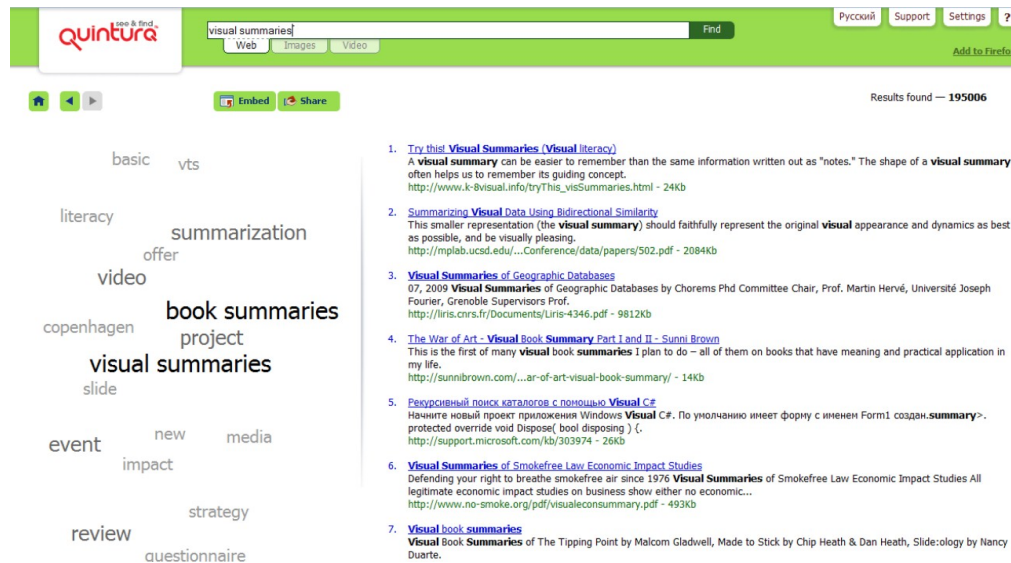 see & find
quintura
visual summaries
Find
Web Images Video
Русский Support Settings ?
Add to Firefo
Embed Share
Results found — 195006
basic
vts
literacy
summarization
offer
video
book summaries
copenhagen
project
visual summaries
slide
new
media
event
impact
strategy
review
questionnaire
1. Try this! Visual Summaries (Visual literacy)
A visual summary can be easier to remember than the same information written out as "notes." The shape of a visual summary
often helps us to remember its guiding concept.
http://www.k-8visual.info/tryThis_visSummaries.html - 24Kb
2. Summarizing Visual Data Using Bidirectional Similarity
This smaller representation (the visual summary) should faithfully represent the original visual appearance and dynamics as best
as possible, and be visually pleasing.
http://mplab.ucsd.edu/...Conference/data/papers/502.pdf - 2084Kb
3. Visual Summaries of Geographic Databases
07, 2009 Visual Summaries of Geographic Databases by Chorems Phd Committee Chair, Prof. Martin Hervé, Université Joseph
Fourier, Grenoble Supervisors Prof.
http://liris.cnrs.fr/Documents/Liris-4346.pdf - 9812Kb
4. The War of Art - Visual Book Summary Part I and II - Sunni Brown
This is the first of many visual book summaries I plan to do – all of them on books that have meaning and practical application in
my life.
http://sunnibrown.com/...ar-of-art-visual-book-summary/ - 14Kb
5. Рекурсивный поиск каталогов с помощью Visual C#
Начните новый проект приложения Windows Visual C#. По умолчанию имеет форму с именем Form1 создан.summary>.
protected override void Dispose( bool disposing ) {.
http://support.microsoft.com/kb/303974 - 26Kb
6. Visual Summaries of Smokefree Law Economic Impact Studies
Defending your right to breathe smokefree air since 1976 Visual Summaries of Smokefree Law Economic Impact Studies All
legitimate economic impact studies on business show either no economic...
http://www.no-smoke.org/pdf/visualeconsummary.pdf - 493Kb
7. Visual book summaries
Visual Book Summaries of The Tipping Point by Malcom Gladwell, Made to Stick by Chip Heath & Dan Heath, Slide:ology by Nancy
Duarte.